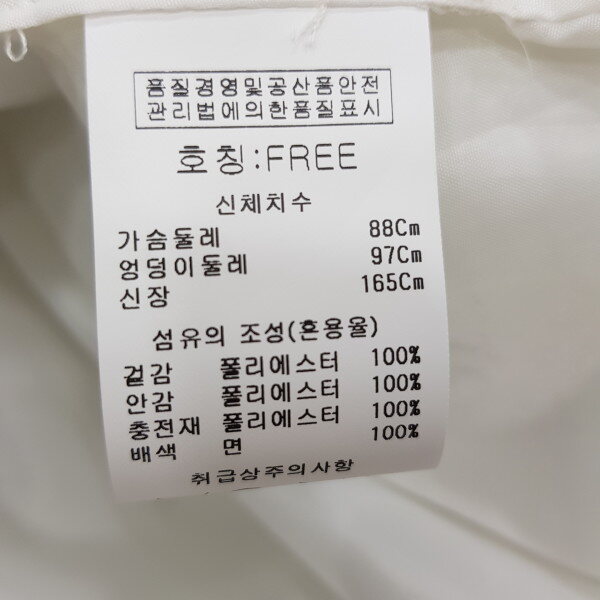 품질경영및공산품안전
관리법에의한품질표시
호칭:FREE
신체치수
가슴둘레 88Cm
엉덩이둘레 97Cm
신장 165Cm
섬유의 조성(혼용율)
겉감 폴리에스터 100%
안감 폴리에스터 100%
충전재 폴리에스터 100%
배색 면 100%
취급상주의사항